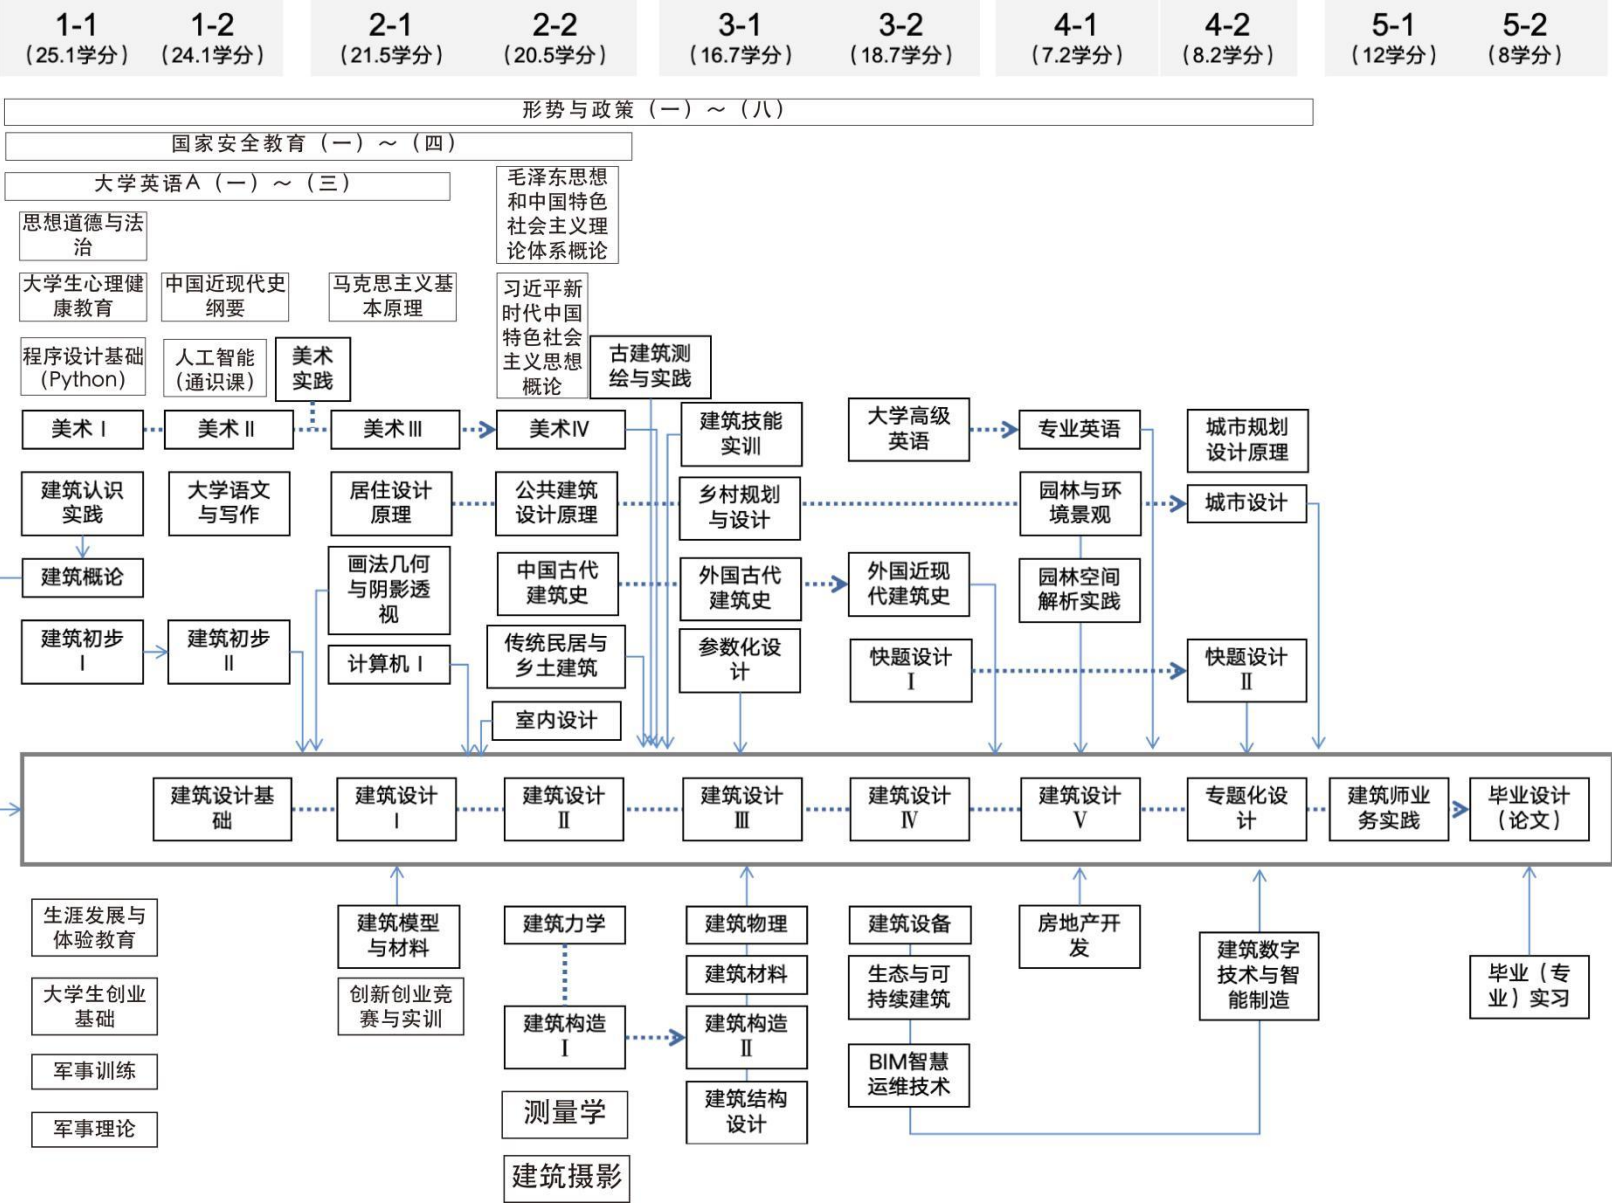 1-1
(25.1学分)
1-2
(24.1学分)
2-1
(21.5学分)
2-2
(20.5学分)
3-1
(16.7学分)
3-2
(18.7学分)
4-1
(7.2学分)
4-2
(8.2学分)
5-1
(12学分)
5-2
(8学分)
形势与政策（一）～（八）
国家安全教育（一）～（四）
大学英语A（一）～（三）
毛泽东思想
和中国特色
社会主义理
论体系概论
思想道德与法
治
大学生心理健
康教育
中国近现代史
纲要
马克思主义基
本原理
习近平新
时代中国
特色社会
主义思想
概论
程序设计基础
(Python)
人工智能
(通识课)
美术
实践
古建筑测
绘与实践
美术Ⅰ
美术Ⅱ
美术Ⅲ
美术Ⅳ
建筑技能
实训
大学高级
英语
专业英语
城市规划
设计原理
建筑认识
实践
大学语文
与写作
居住设计
原理
公共建筑
设计原理
乡村规划
与设计
园林与环
境景观
城市设计
建筑概论
画法几何
与阴影透
视
中国古代
建筑史
外国古代
建筑史
外国近现
代建筑史
园林空间
解析实践
建筑初步
Ⅰ
建筑初步
Ⅱ
计算机Ⅰ
传统民居与
乡土建筑
参数化设
计
快题设计
Ⅰ
快题设计
Ⅱ
室内设计
建筑设计基
础
建筑设计
Ⅰ
建筑设计
Ⅱ
建筑设计
Ⅲ
建筑设计
Ⅳ
建筑设计
Ⅴ
专题化设
计
建筑师业
务实践
毕业设计
（论文）
生涯发展与
体验教育
建筑模型
与材料
建筑力学
建筑物理
建筑设备
房地产开
发
建筑数字
技术与智
能制造
毕业（专
业）实习
大学生创业
基础
创新创业竞
赛与实训
建筑材料
生态与可
持续建筑
建筑构造
Ⅰ
建筑构造
Ⅱ
军事训练
BIM智慧
运维技术
测量学
建筑结构
设计
军事理论
建筑摄影